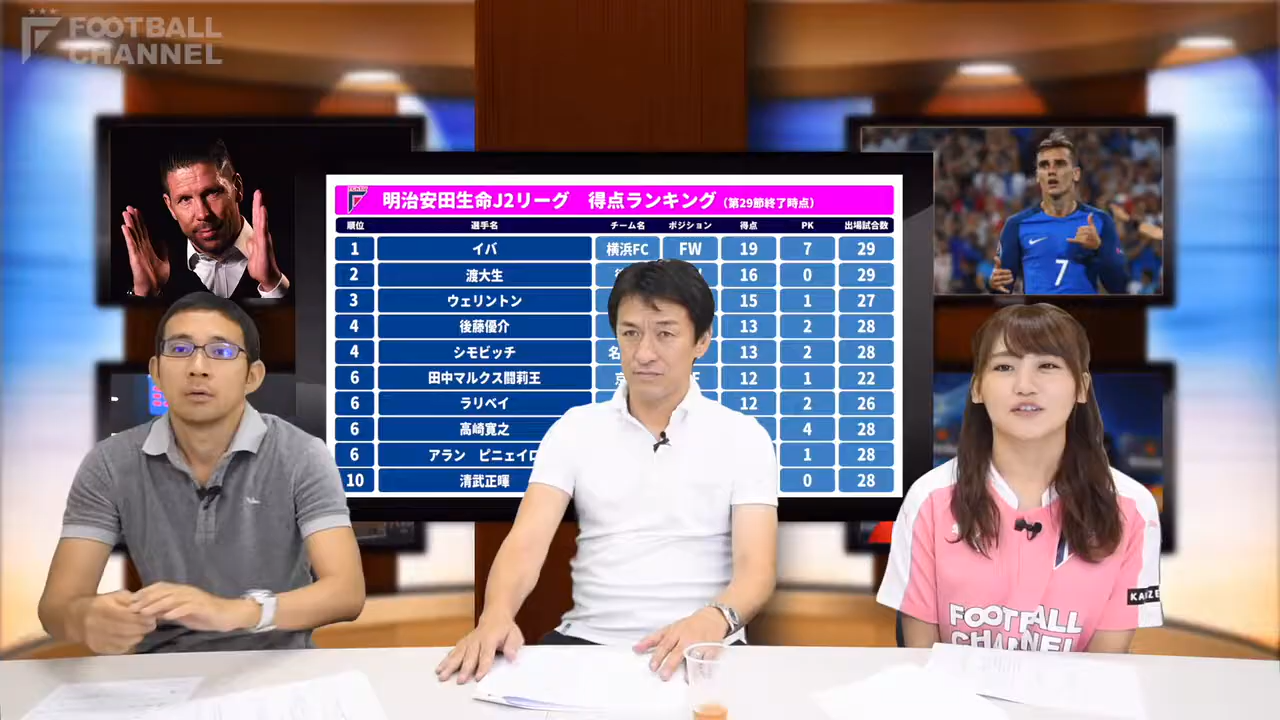 FOOTBALL
CHANNEL
明治安田生命J2リーグ　得点ランキング（第29節終了時点）
順位 選手名 チーム名 ポジション 得点 PK 出場試合数
1 イバ 横浜FC FW 19 7 29
2 渡大生 16 0 29
3 ウェリントン 15 1 27
4 後藤優介 13 2 28
4 シモビッチ 13 2 28
6 田中マルクス闘莉王 12 1 22
6 ラリベイ 12 2 26
6 高崎寛之 4 28
6 アラン　ピニェイロ 1 28
10 清武正暉 0 28
7
FOOTBALL
CHANNEL